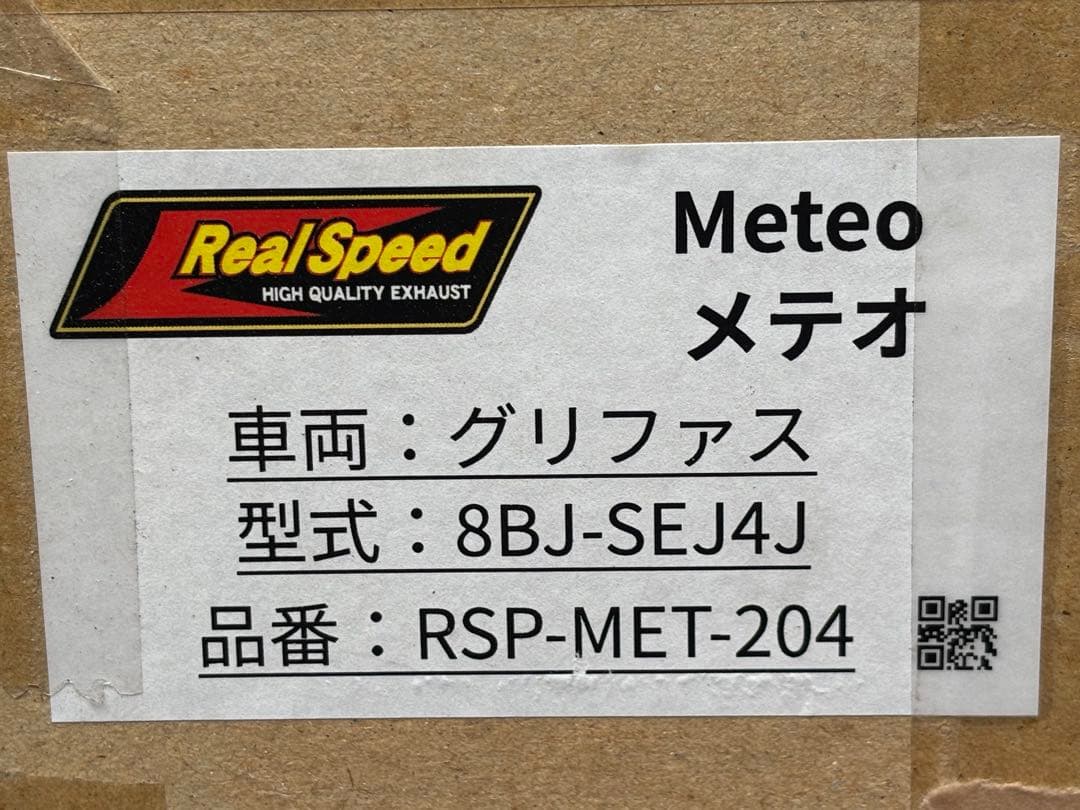 Real Speed
HIGH QUALITY EXHAUST
Meteo
メテオ
車両：グリファス
型式：8BJ-SEJ4J
品番：RSP-MET-204